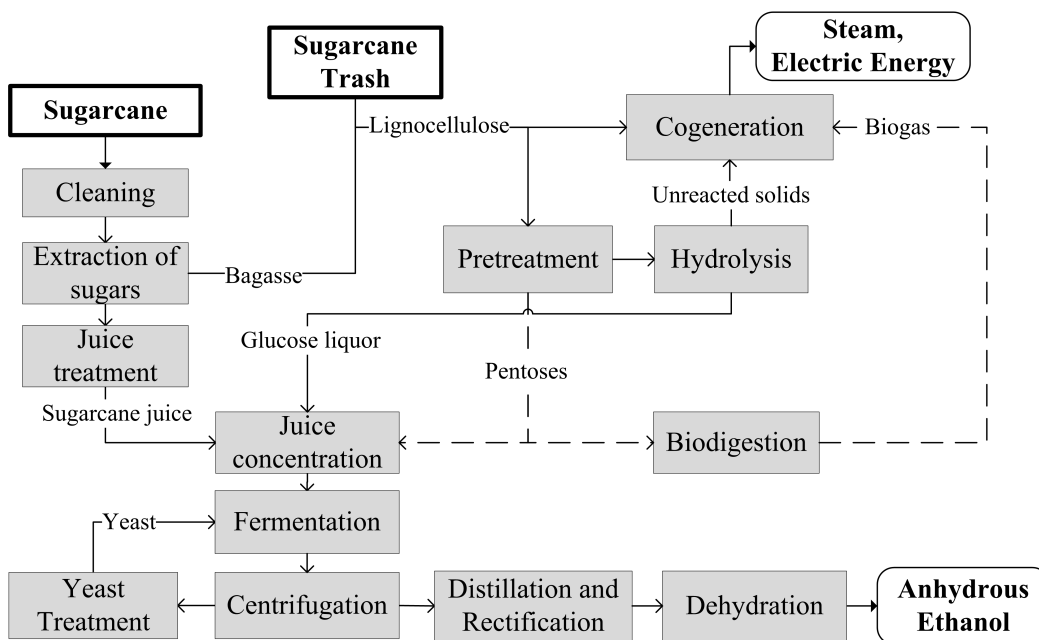 Steam,
Electric Energy
Sugarcane
Trash
Sugarcane
Lignocellulose
Cogeneration
Biogas
Cleaning
Unreacted solids
Extraction of
sugars
Bagasse
Pretreatment
Hydrolysis
Juice
treatment
Glucose liquor
Pentoses
Sugarcane juice
Juice
concentration
Biodigestion
Yeast
Fermentation
Yeast
Treatment
Centrifugation
Distillation and
Rectification
Dehydration
Anhydrous
Ethanol